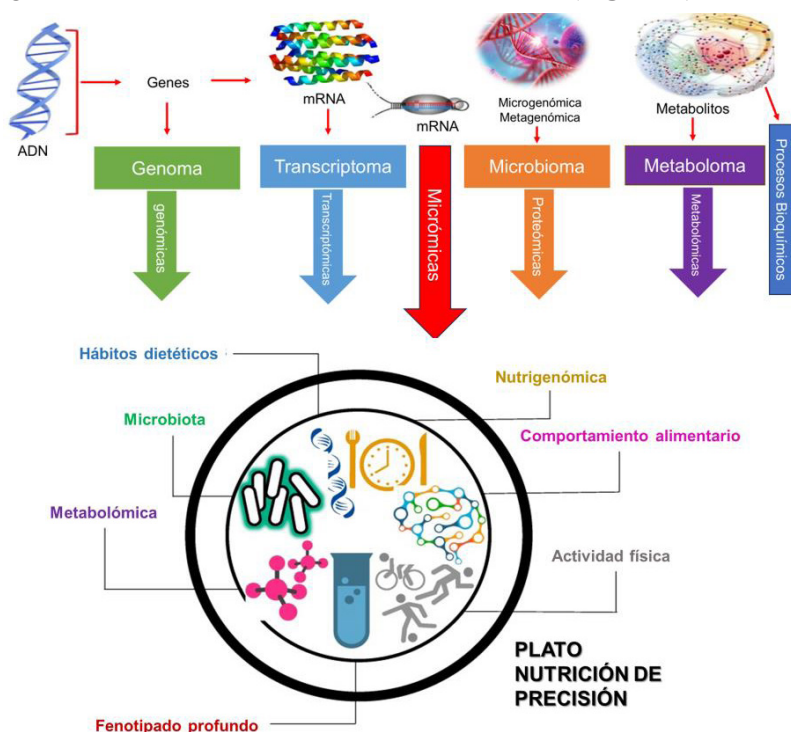 ADN
Genes
mRNA
mRNA
Microgenómica
Metagenómica
Metabolitos
Genoma
Transcriptoma
Microbioma
Metaboloma
genómicas
Transcriptómicas
Micrómicas
Proteómicas
Metabolómicas
Procesos Bioquímicos
Hábitos dietéticos
Nutrigenómica
Microbiota
Comportamiento alimentario
Metabolómica
Actividad física
PLATO
NUTRICIÓN DE
PRECISIÓN
Fenotipado profundo